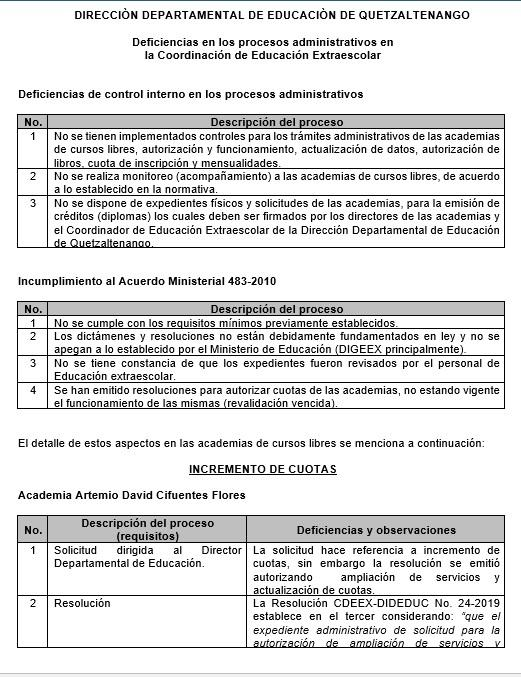 DIRECCIÒN DEPARTAMENTAL DE EDUCACIÒN DE QUETZALTENANGO
Deficiencias en los procesos administrativos en
la Coordinación de Educación Extraescolar
Deficiencias de control interno en los procesos administrativos
No. Descripción del proceso
1 No se tienen implementados controles para los trámites administrativos de las academias
de cursos libres, autorización y funcionamiento, actualización de datos, autorización de
libros, cuota de inscripción y mensualidades.
2 No se realiza monitoreo (acompañamiento) a las academias de cursos libres, de acuerdo
a lo establecido en la normativa.
3 No se dispone de expedientes físicos y solicitudes de las academias, para la emisión de
créditos (diplomas) los cuales deben ser firmados por los directores de las academias y
el Coordinador de Educación Extraescolar de la Dirección Departamental de Educación
de Quetzaltenango.
Incumplimiento al Acuerdo Ministerial 483-2010
No. Descripción del proceso
1 No se cumple con los requisitos mínimos previamente establecidos.
2 Los dictámenes y resoluciones no están debidamente fundamentados en ley y no se
apegan a lo establecido por el Ministerio de Educación (DIGEEX principalmente).
3 No se tiene constancia de que los expedientes fueron revisados por el personal de
Educación extraescolar.
4 Se han emitido resoluciones para autorizar cuotas de las academias, no estando vigente
el funcionamiento de las mismas (revalidación vencida).
El detalle de estos aspectos en las academias de cursos libres se menciona a continuación:
INCREMENTO DE CUOTAS
Academia Artemio David Cifuentes Flores
No. Descripción del proceso
(requisitos)
Deficiencias y observaciones
1 Solicitud dirigida al Director
Departamental de Educación.
La solicitud hace referencia a incremento de
cuotas, sin embargo la resolución se emitió
autorizando ampliación de servicios y
actualización de cuotas.
2 Resolución
La Resolución CDEEX-DIDEDUC No. 24-2019
establece en el tercer considerando: "que el
expediente administrativo de solicitud para la
autorización de ampliación de servicios y